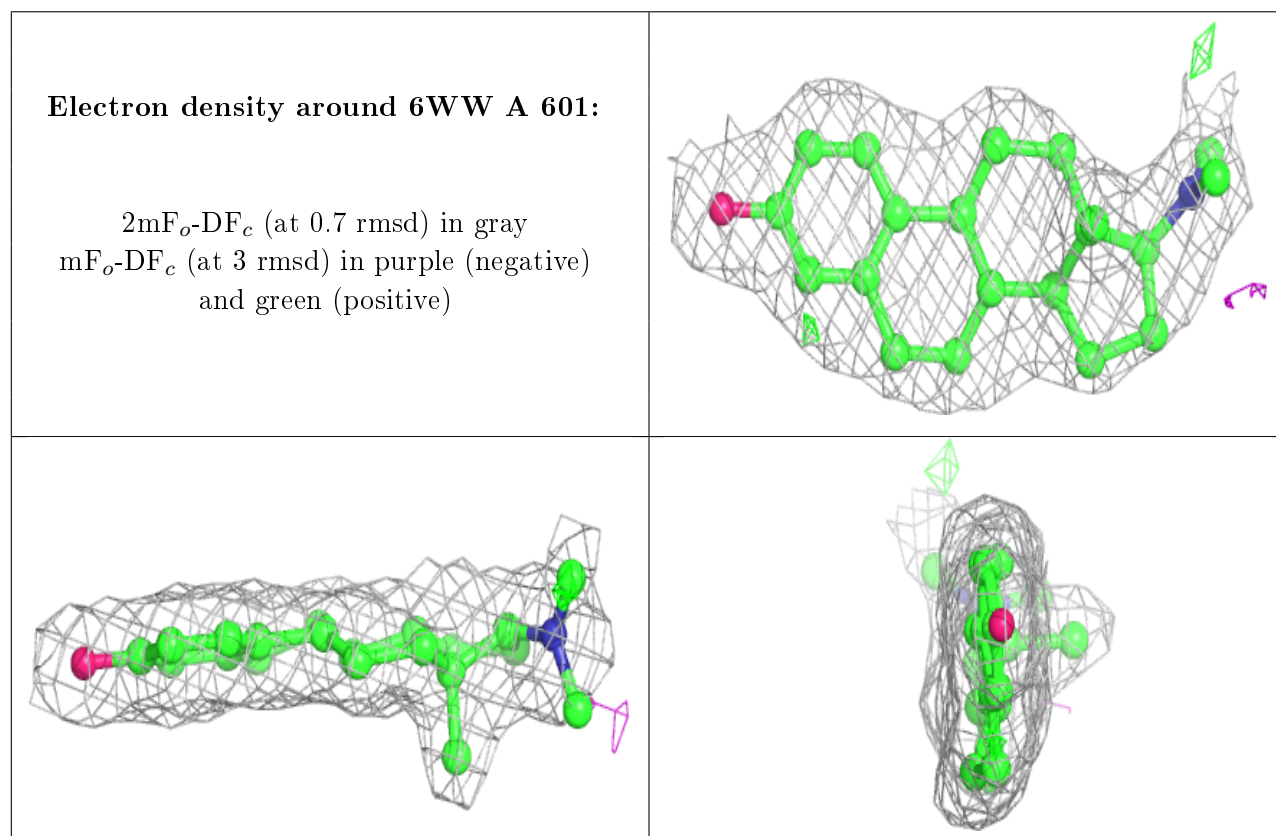 Electron density around 6WW A 601:
2mFₒ-DF𝒸 (at 0.7 rmsd) in gray
mFₒ-DF𝒸 (at 3 rmsd) in purple (negative)
and green (positive)